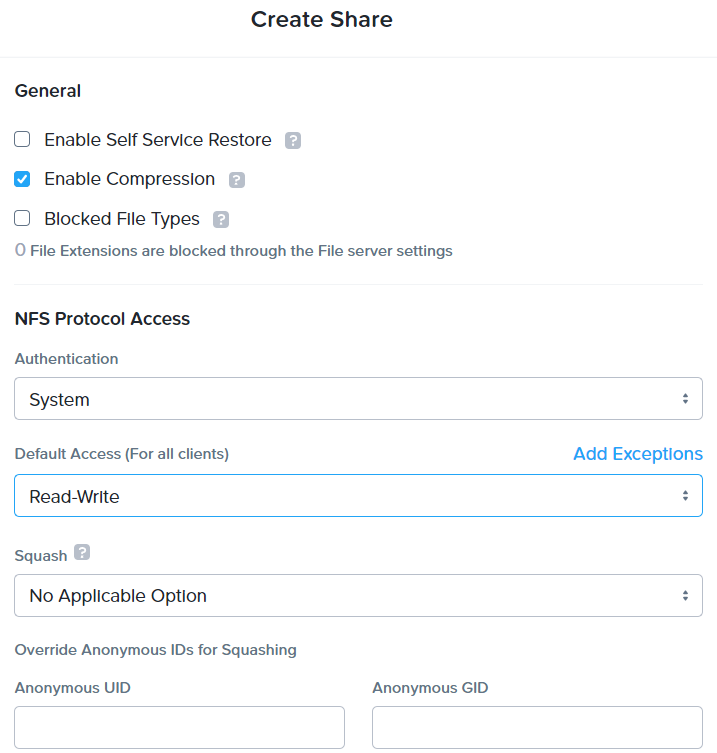 Create Share
General
Enable Self Service Restore ?
Enable Compression ?
Blocked File Types ?
0 File Extensions are blocked through the File server settings
NFS Protocol Access
Authentication
System
Default Access (For all clients) Add Exceptions
Read-Write
Squash ?
No Applicable Option
Override Anonymous IDs for Squashing
Anonymous UID Anonymous GID